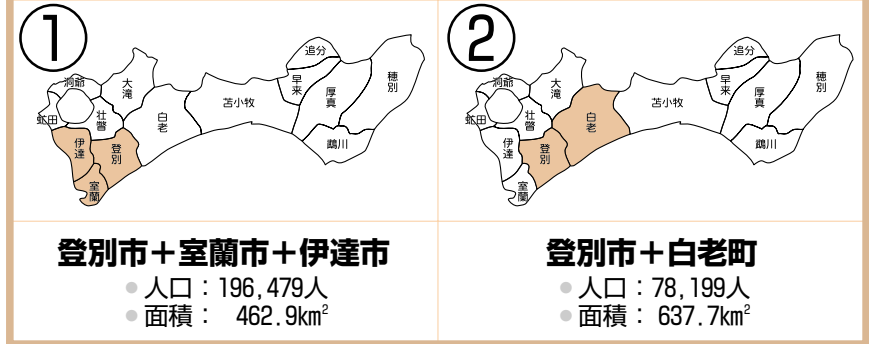 ①
追分
洞爺
大滝
早来
穂別
厚真
苫小牧
虻田
壮瞥
白老
伊達
登別
鵡川
室蘭
登別市＋室蘭市＋伊達市
●人口：196,479人
●面積： 462.9km²
②
追分
洞爺
大滝
早来
穂別
厚真
苫小牧
虻田
壮瞥
白老
伊達
登別
鵡川
室蘭
登別市＋白老町
●人口：78,199人
●面積：637.7km²